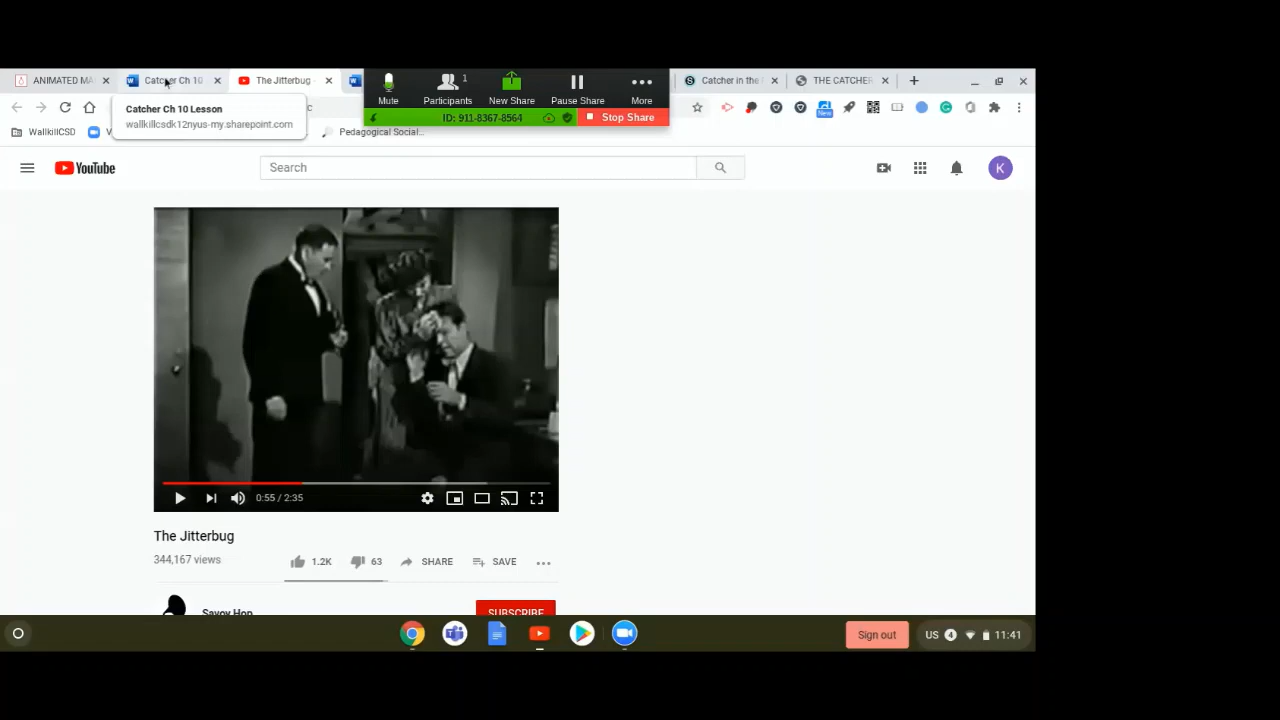 ANIMATED MA
Catcher Ch 10
The Jitterbug
Catcher in the
THE CATCHER
Mute
Participants
1
New Share
Pause Share
More
ID: 911-8367-8564
Stop Share
Catcher Ch 10 Lesson
wallkillcsdk12nyus-my.sharepoint.com
New
WallkillCSD
Pedagogical Social...
YouTube
Search
K
0:55 / 2:35
The Jitterbug
344,167 views
1.2K
63
SHARE
SAVE
Savoy Hop
SUBSCRIBE
Sign out
US
4
11:41